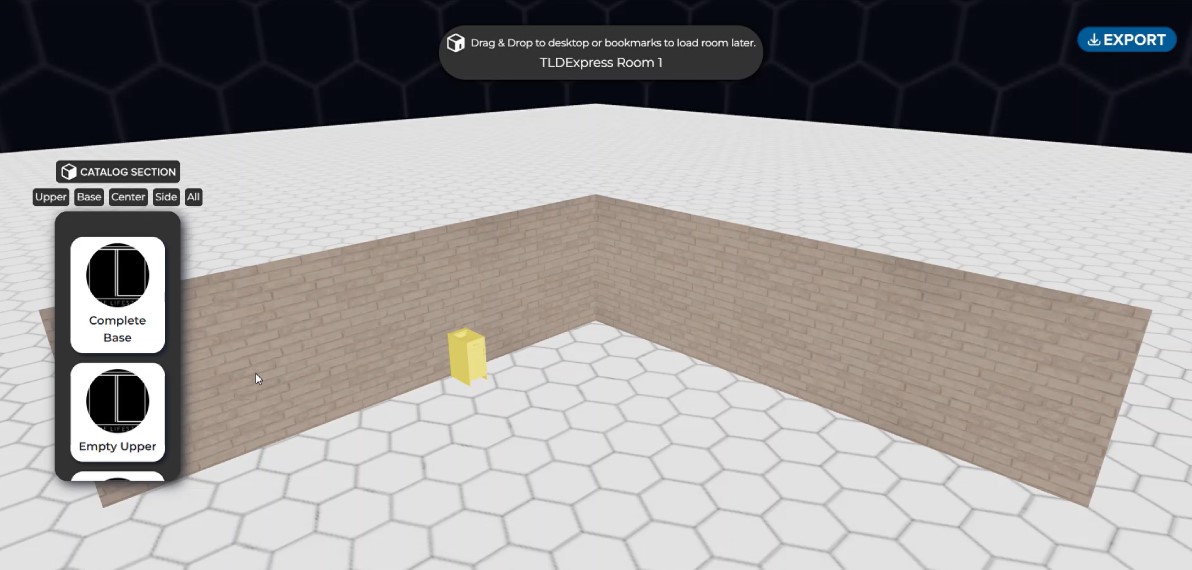 Drag & Drop to desktop or bookmarks to load room later.
TLDExpress Room 1
EXPORT
CATALOG SECTION
Upper Base Center Side All
Complete
Base
Empty Upper